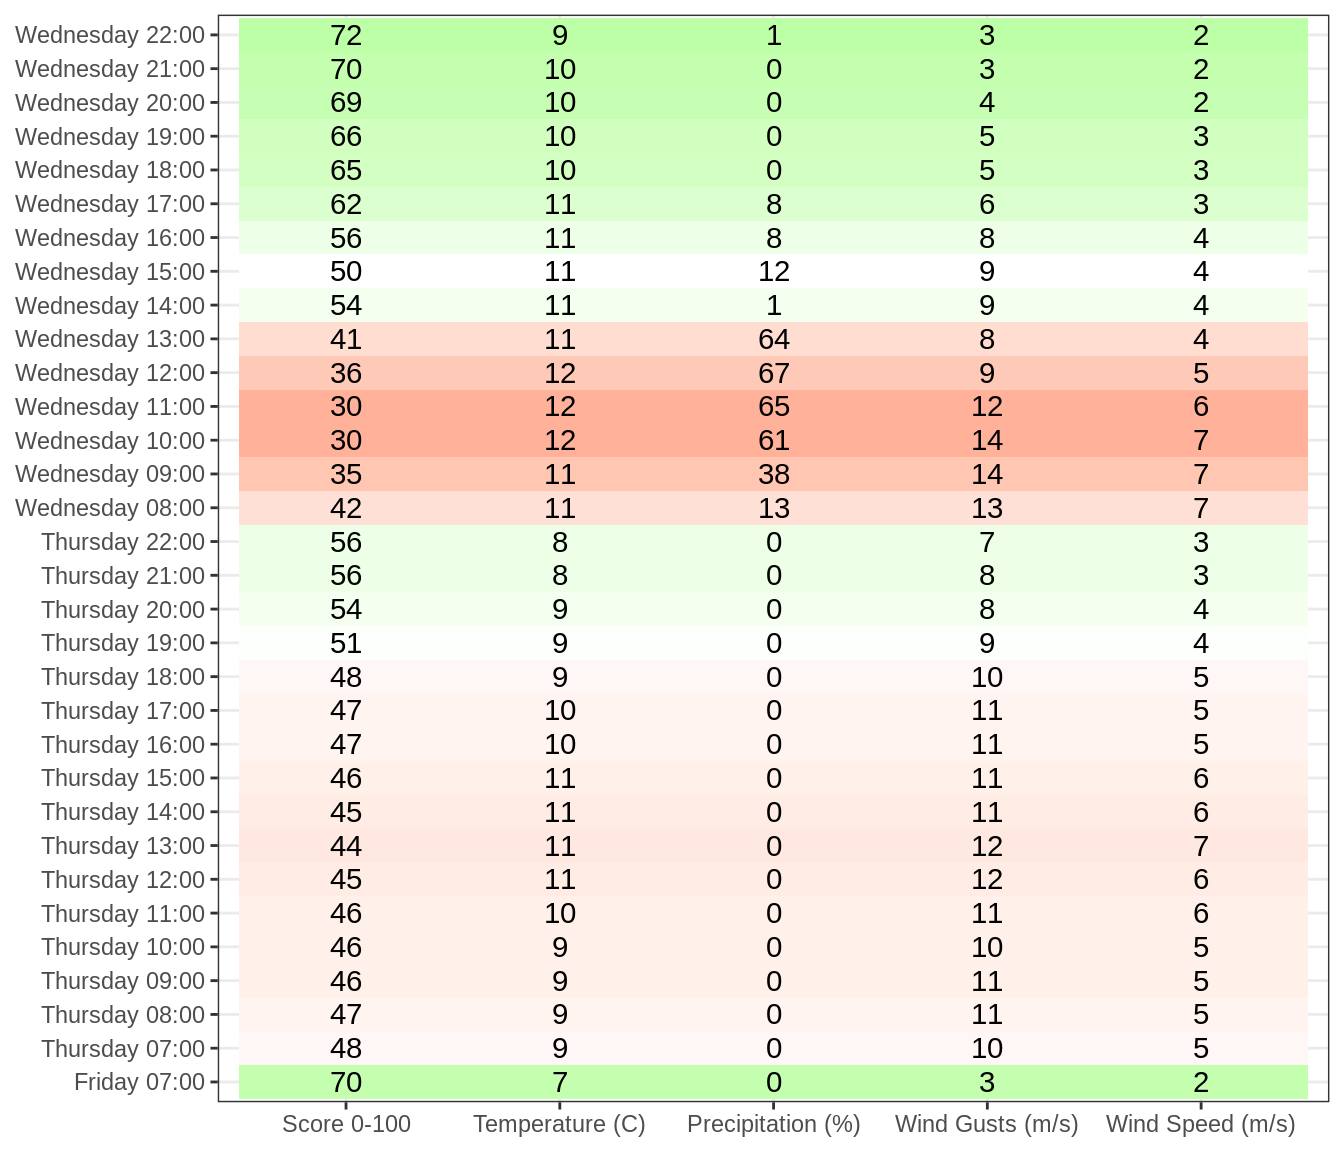 Wednesday 22:00 72 9 1 3 2
Wednesday 21:00 70 10 0 3 2
Wednesday 20:00 69 10 0 4 2
Wednesday 19:00 66 10 0 5 3
Wednesday 18:00 65 10 0 5 3
Wednesday 17:00 62 11 8 6 3
Wednesday 16:00 56 11 8 8 4
Wednesday 15:00 50 11 12 9 4
Wednesday 14:00 54 11 1 9 4
Wednesday 13:00 41 11 64 8 4
Wednesday 12:00 36 12 67 9 5
Wednesday 11:00 30 12 65 12 6
Wednesday 10:00 30 12 61 14 7
Wednesday 09:00 35 11 38 14 7
Wednesday 08:00 42 11 13 13 7
Thursday 22:00 56 8 0 7 3
Thursday 21:00 56 8 0 8 3
Thursday 20:00 54 9 0 8 4
Thursday 19:00 51 9 0 9 4
Thursday 18:00 48 9 0 10 5
Thursday 17:00 47 10 0 11 5
Thursday 16:00 47 10 0 11 5
Thursday 15:00 46 11 0 11 6
Thursday 14:00 45 11 0 11 6
Thursday 13:00 44 11 0 12 7
Thursday 12:00 45 11 0 12 6
Thursday 11:00 46 10 0 11 6
Thursday 10:00 46 9 0 10 5
Thursday 09:00 46 9 0 11 5
Thursday 08:00 47 9 0 11 5
Thursday 07:00 48 9 0 10 5
Friday 07:00 70 7 0 3 2
Score 0-100 Temperature (C) Precipitation (%) Wind Gusts (m/s) Wind Speed (m/s)